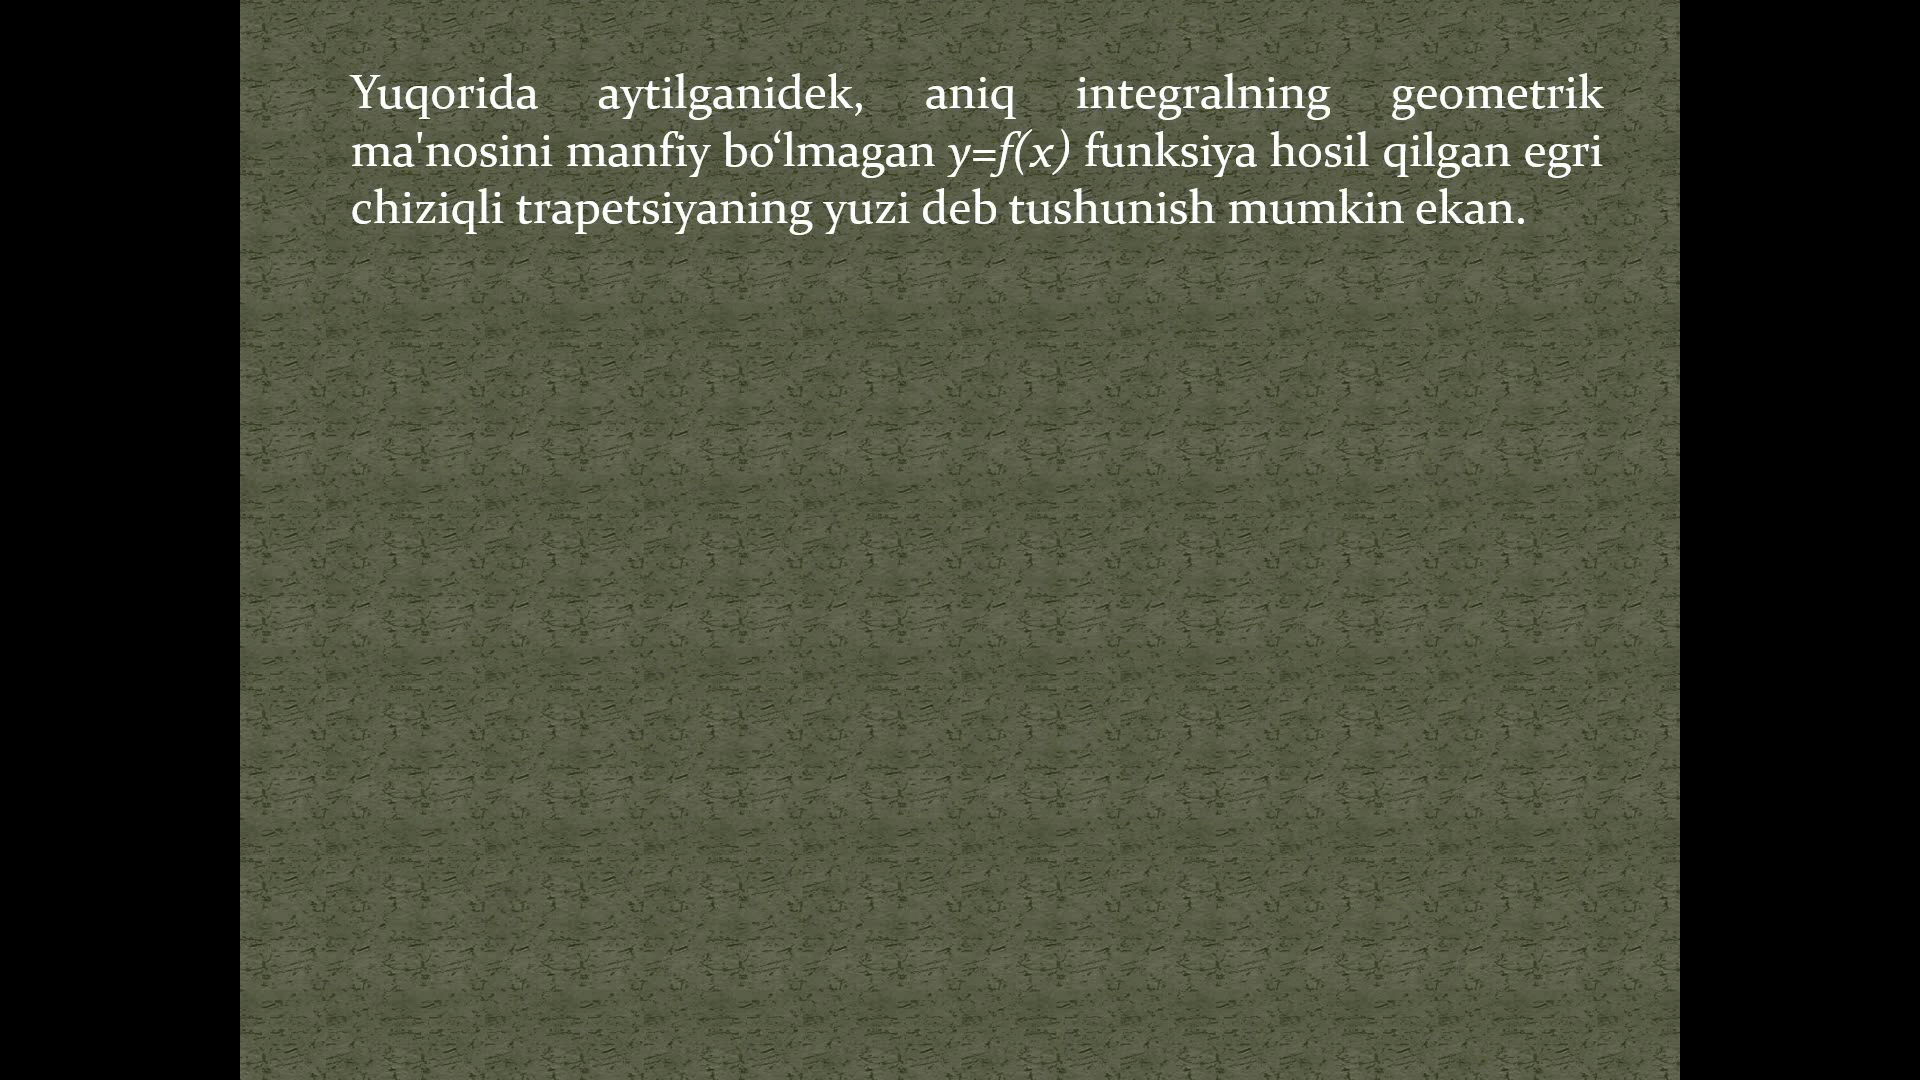 Yuqorida aytilganidek, aniq integralning geometrik
ma'nosini manfiy bo‘lmagan y=f(x) funksiya hosil qilgan egri
chiziqli trapetsiyaning yuzi deb tushunish mumkin ekan.